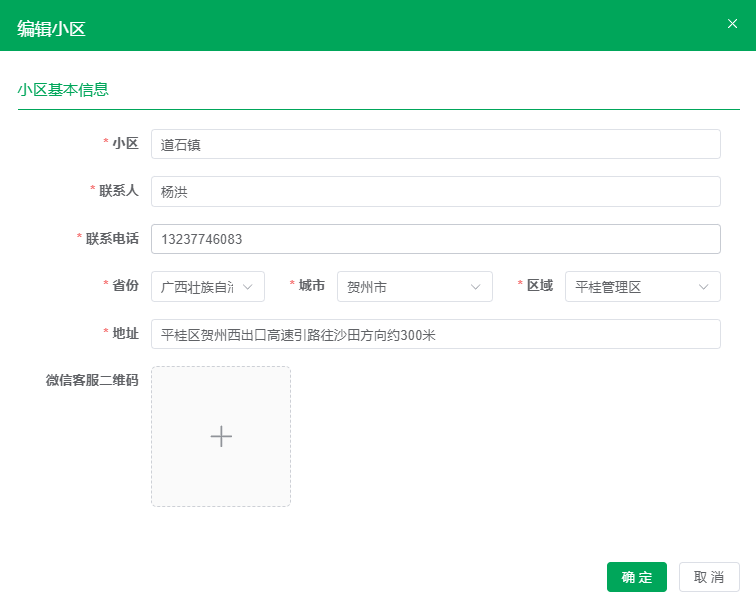 编辑小区
小区基本信息
* 小区 道石镇
* 联系人 杨洪
* 联系电话 13237746083
* 省份 广西壮族自治 * 城市 贺州市 * 区域 平桂管理区
* 地址 平桂区贺州西出口高速引路往沙田方向约300米
微信客服二维码
确定 取消